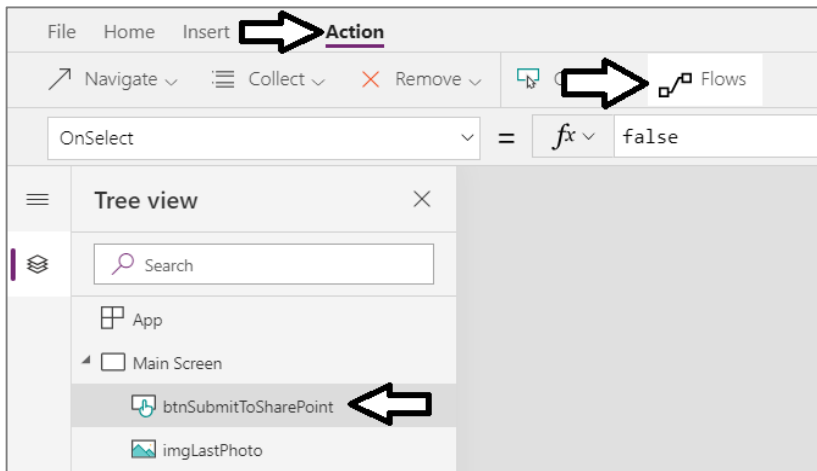 File Home Insert Action
Navigate Collect Remove Flows
OnSelect = fx false
Tree view
Search
App
Main Screen
btnSubmitToSharePoint
imgLastPhoto